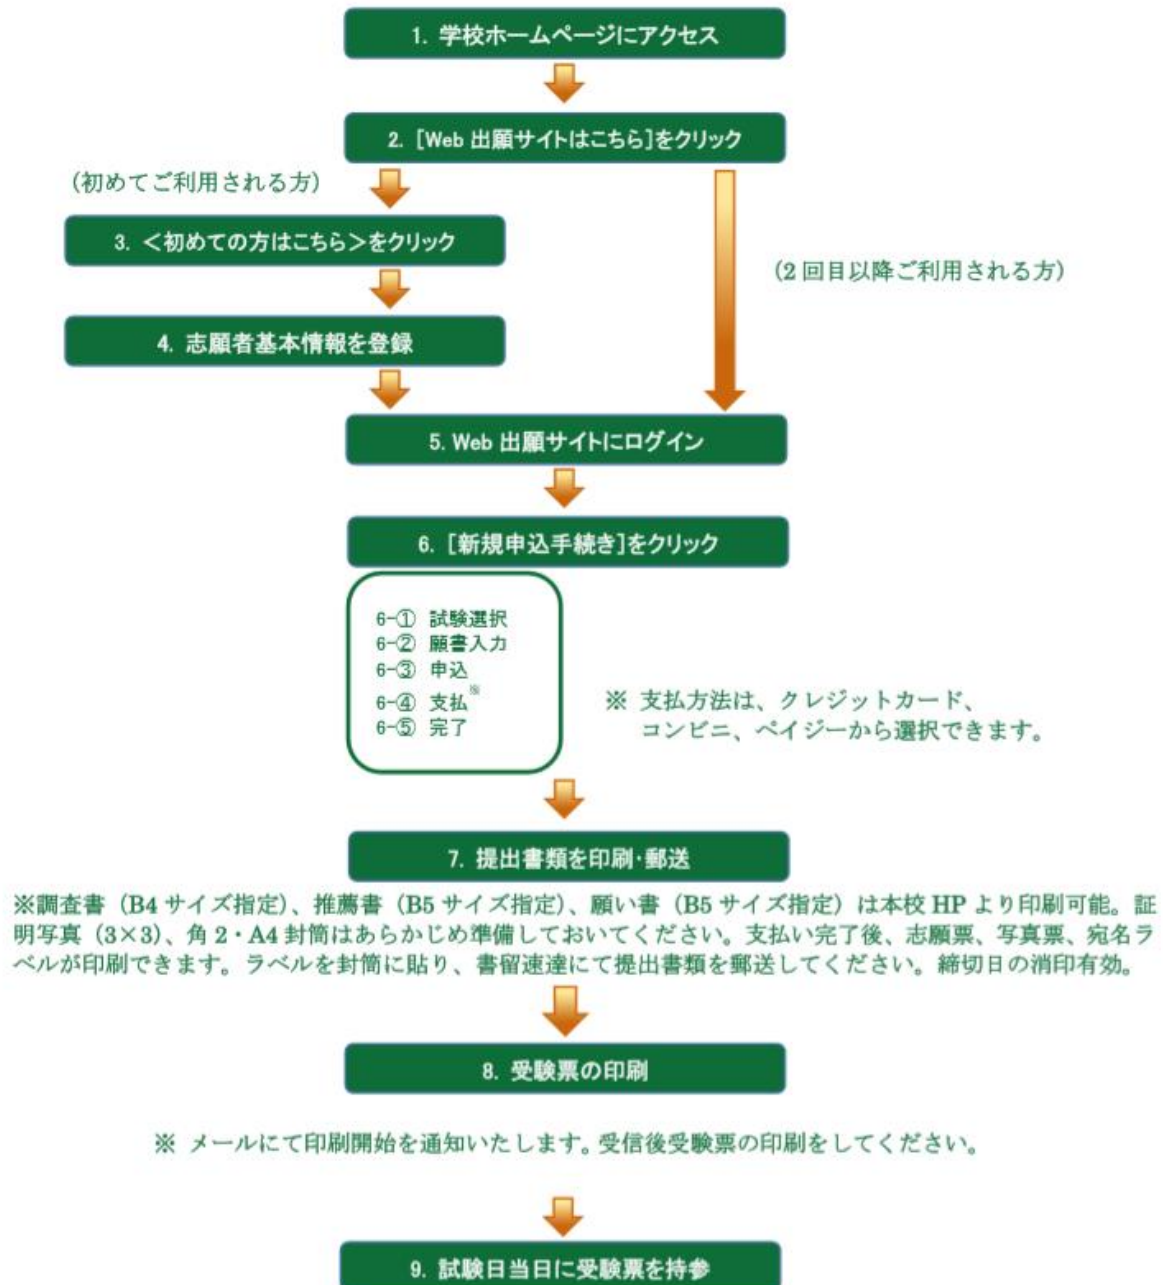 1. 学校ホームページにアクセス
2. [Web 出願サイトはこちら]をクリック
(初めてご利用される方)
3. ＜初めての方はこちら＞をクリック
(2 回目以降ご利用される方)
4. 志願者基本情報を登録
5. Web 出願サイトにログイン
6. [新規申込手続き]をクリック
6-① 試験選択
6-② 願書入力
6-③ 申込
6-④ 支払※
6-⑤ 完了
※ 支払方法は、クレジットカード、
コンビニ、ペイジーから選択できます。
7. 提出書類を印刷・郵送
※調査書（B4 サイズ指定）、推薦書（B5 サイズ指定）、願い書（B5 サイズ指定）は本校 HP より印刷可能。証
明写真（3×3）、角 2・A4 封筒はあらかじめ準備しておいてください。支払い完了後、志願票、写真票、宛名ラ
ベルが印刷できます。ラベルを封筒に貼り、書留速達にて提出書類を郵送してください。締切日の消印有効。
8. 受験票の印刷
※ メールにて印刷開始を通知いたします。受信後受験票の印刷をしてください。
9. 試験日当日に受験票を持参